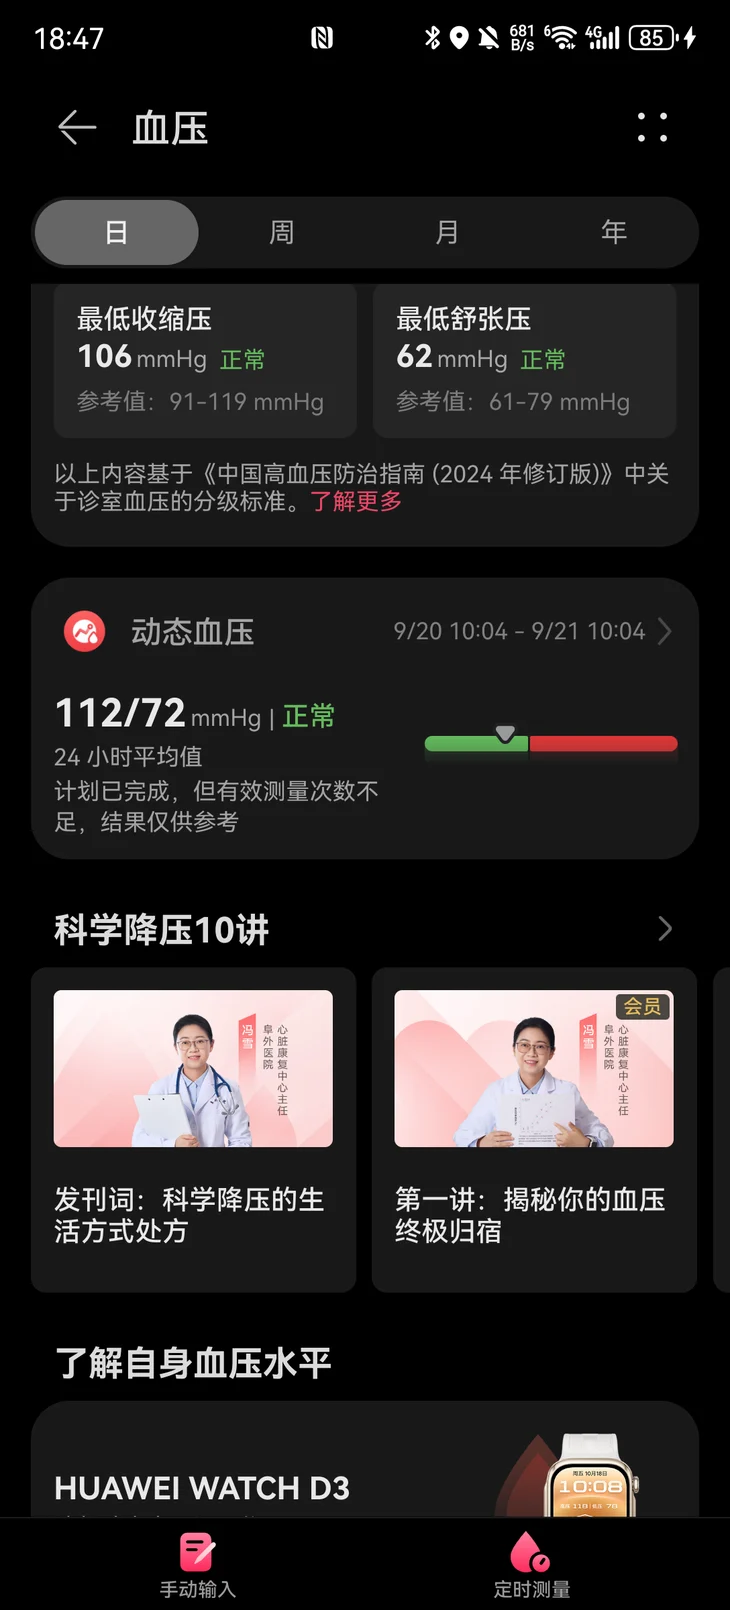 18:47
681 B/s
6
4G
85
血压
日 周 月 年
最低收缩压
106 mmHg 正常
参考值：91-119 mmHg
最低舒张压
62 mmHg 正常
参考值：61-79 mmHg
以上内容基于《中国高血压防治指南 (2024 年修订版)》中关
于诊室血压的分级标准。了解更多
动态血压
9/20 10:04 - 9/21 10:04
112/72 mmHg | 正常
24 小时平均值
计划已完成，但有效测量次数不
足，结果仅供参考
科学降压10讲
冯雪
阜外医院
心脏康复中心主任
发刊词：科学降压的生
活方式处方
会员
冯雪
阜外医院
心脏康复中心主任
第一讲：揭秘你的血压
终极归宿
了解自身血压水平
HUAWEI WATCH D3
周五 10月18日
10:08
手动输入
定时测量